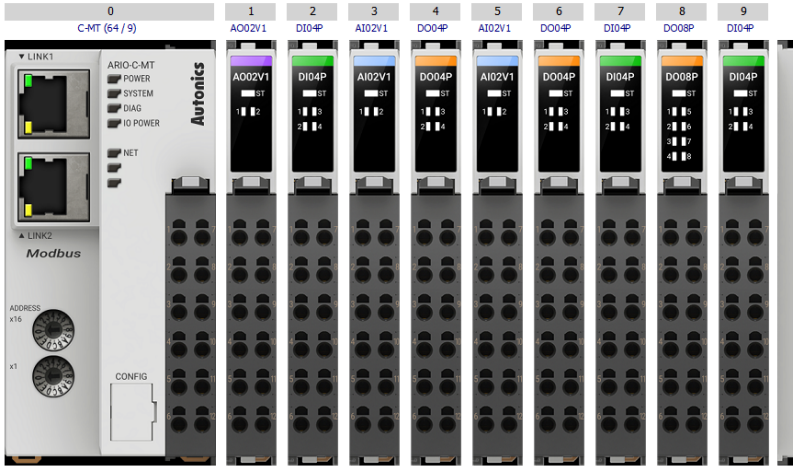 0 1 2 3 4 5 6 7 8 9
C-MT (64 / 9) AO02V1 DI04P AI02V1 DO04P AI02V1 DO04P DI04P DO08P DI04P
▼ LINK1
ARIO-C-MT
POWER
SYSTEM
DIAG
IO POWER
NET
Autonics
▲ LINK2
Modbus
ADDRESS
x16
x1
CONFIG
AO02V1
ST
1 2
DI04P
ST
1 3
2 4
AI02V1
ST
1 2
DO04P
ST
1 3
2 4
AI02V1
ST
1 2
DO04P
ST
1 3
2 4
DI04P
ST
1 3
2 4
DO08P
ST
1 5
2 6
3 7
4 8
DI04P
ST
1 3
2 4